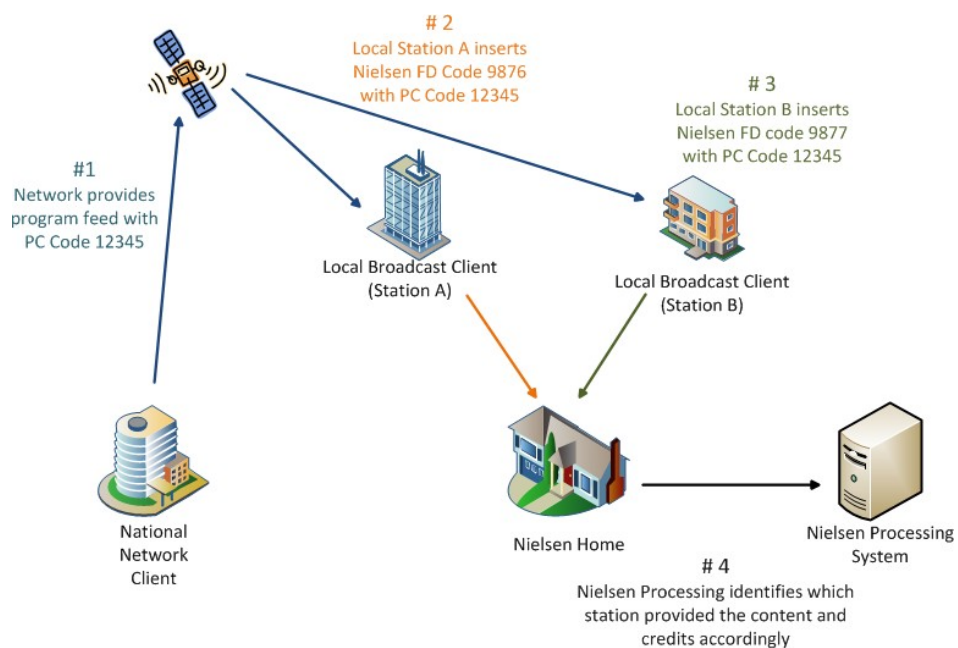 # 2
Local Station A inserts
Nielsen FD Code 9876
with PC Code 12345
# 3
Local Station B inserts
Nielsen FD code 9877
with PC Code 12345
#1
Network provides
program feed with
PC Code 12345
Local Broadcast Client
(Station A)
Local Broadcast Client
(Station B)
National
Network
Client
Nielsen Home
Nielsen Processing
System
# 4
Nielsen Processing identifies which
station provided the content and
credits accordingly